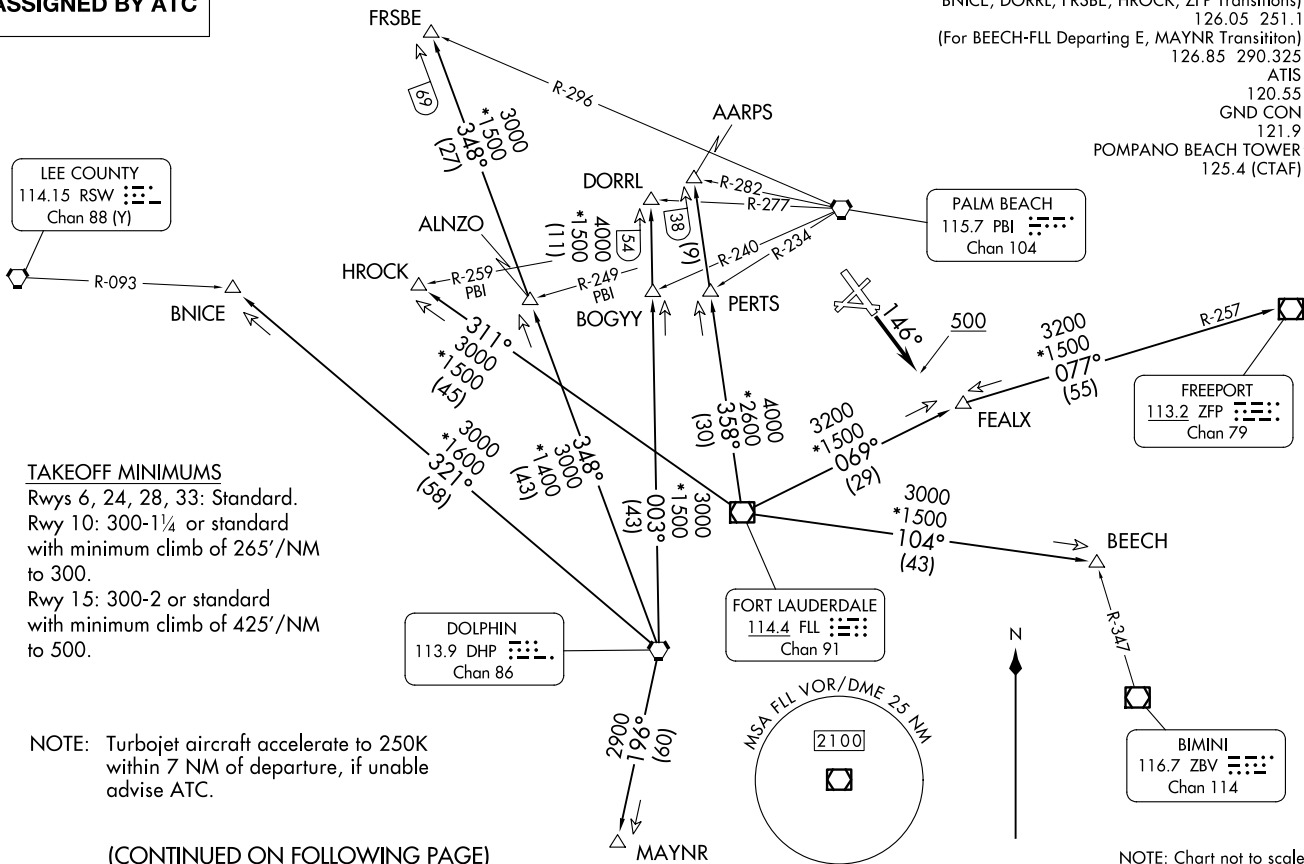 ASSIGNED BY ATC
BNICE, DORRL, FRSBE, HROCK, ZFP Transitions)
126.05 251.1
(For BEECH-FLL Departing E, MAYNR Transititon)
126.85 290.325
ATIS
120.55
GND CON
121.9
POMPANO BEACH TOWER
125.4 (CTAF)
FRSBE
R-296
69
3000
*1500
348°
(27)
AARPS
LEE COUNTY
114.15 RSW
Chan 88 (Y)
DORRL
R-282
R-277
PALM BEACH
115.7 PBI
Chan 104
ALNZO
4000
*1500
(11)
54
38
(9)
R-240
R-234
HROCK
R-259
PBI
R-249
PBI
R-093
BNICE
BOGYY
PERTS
146°
500
311°
3000
*1500
(45)
3200
*1500
077°
(55)
R-257
FREEPORT
113.2 ZFP
Chan 79
FEALX
4000
*2600
358°
(30)
3200
*1500
069°
(29)
3000
*1600
321°
(58)
348°
3000
*1400
(43)
3000
*1500
003°
(43)
3000
*1500
104°
(43)
BEECH
TAKEOFF MINIMUMS
Rwys 6, 24, 28, 33: Standard.
Rwy 10: 300-1¼ or standard
with minimum climb of 265'/NM
to 300.
Rwy 15: 300-2 or standard
with minimum climb of 425'/NM
to 500.
DOLPHIN
113.9 DHP
Chan 86
FORT LAUDERDALE
114.4 FLL
Chan 91
N
R-347
MSA FLL VOR/DME 25 NM
2100
2900
196°
(60)
BIMINI
116.7 ZBV
Chan 114
NOTE: Turbojet aircraft accelerate to 250K
within 7 NM of departure, if unable
advise ATC.
(CONTINUED ON FOLLOWING PAGE)
MAYNR
NOTE: Chart not to scale